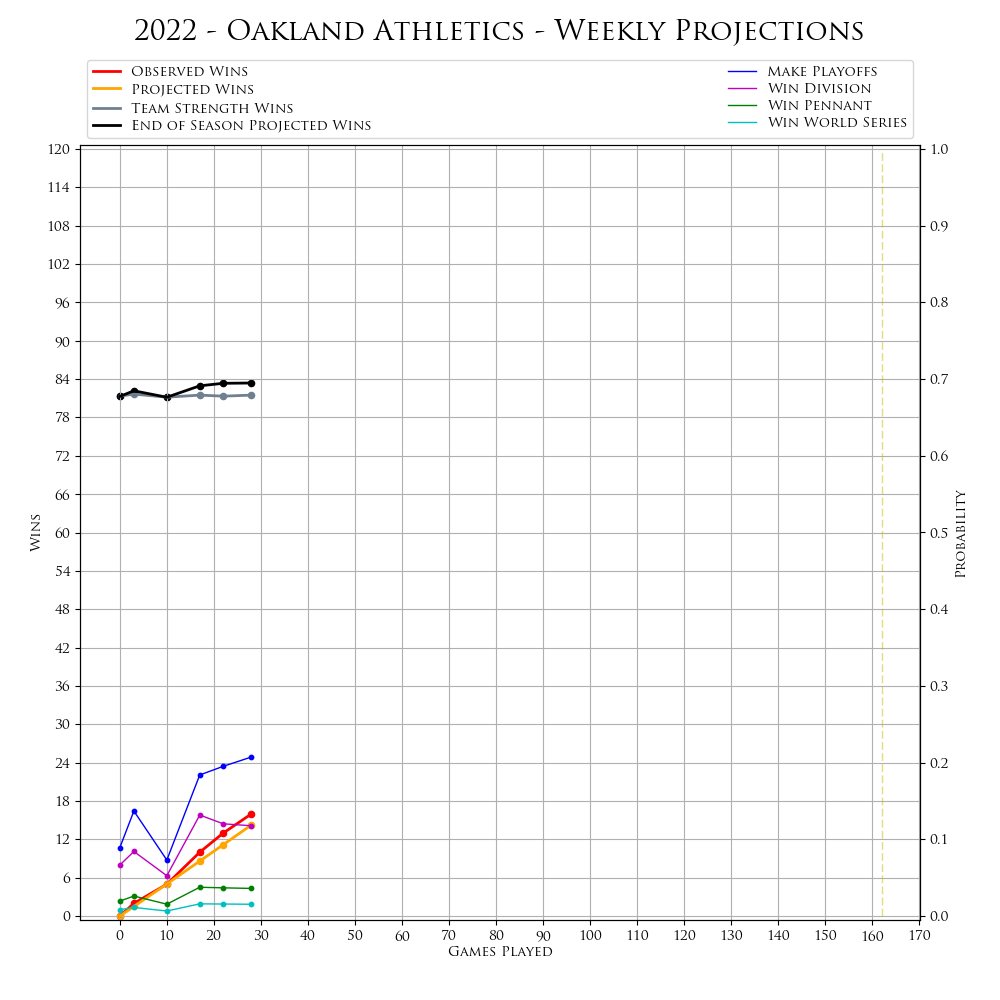 2022 - Oakland Athletics - Weekly Projections
Observed Wins
Projected Wins
Team Strength Wins
End of Season Projected Wins
Make Playoffs
Win Division
Win Pennant
Win World Series
120
114
108
102
96
90
84
78
72
66
60
54
48
42
36
30
24
18
12
6
0
Wins
1.0
0.9
0.8
0.7
0.6
0.5
0.4
0.3
0.2
0.1
0.0
Probability
0 10 20 30 40 50 60 70 80 90 100 110 120 130 140 150 160 170
Games Played